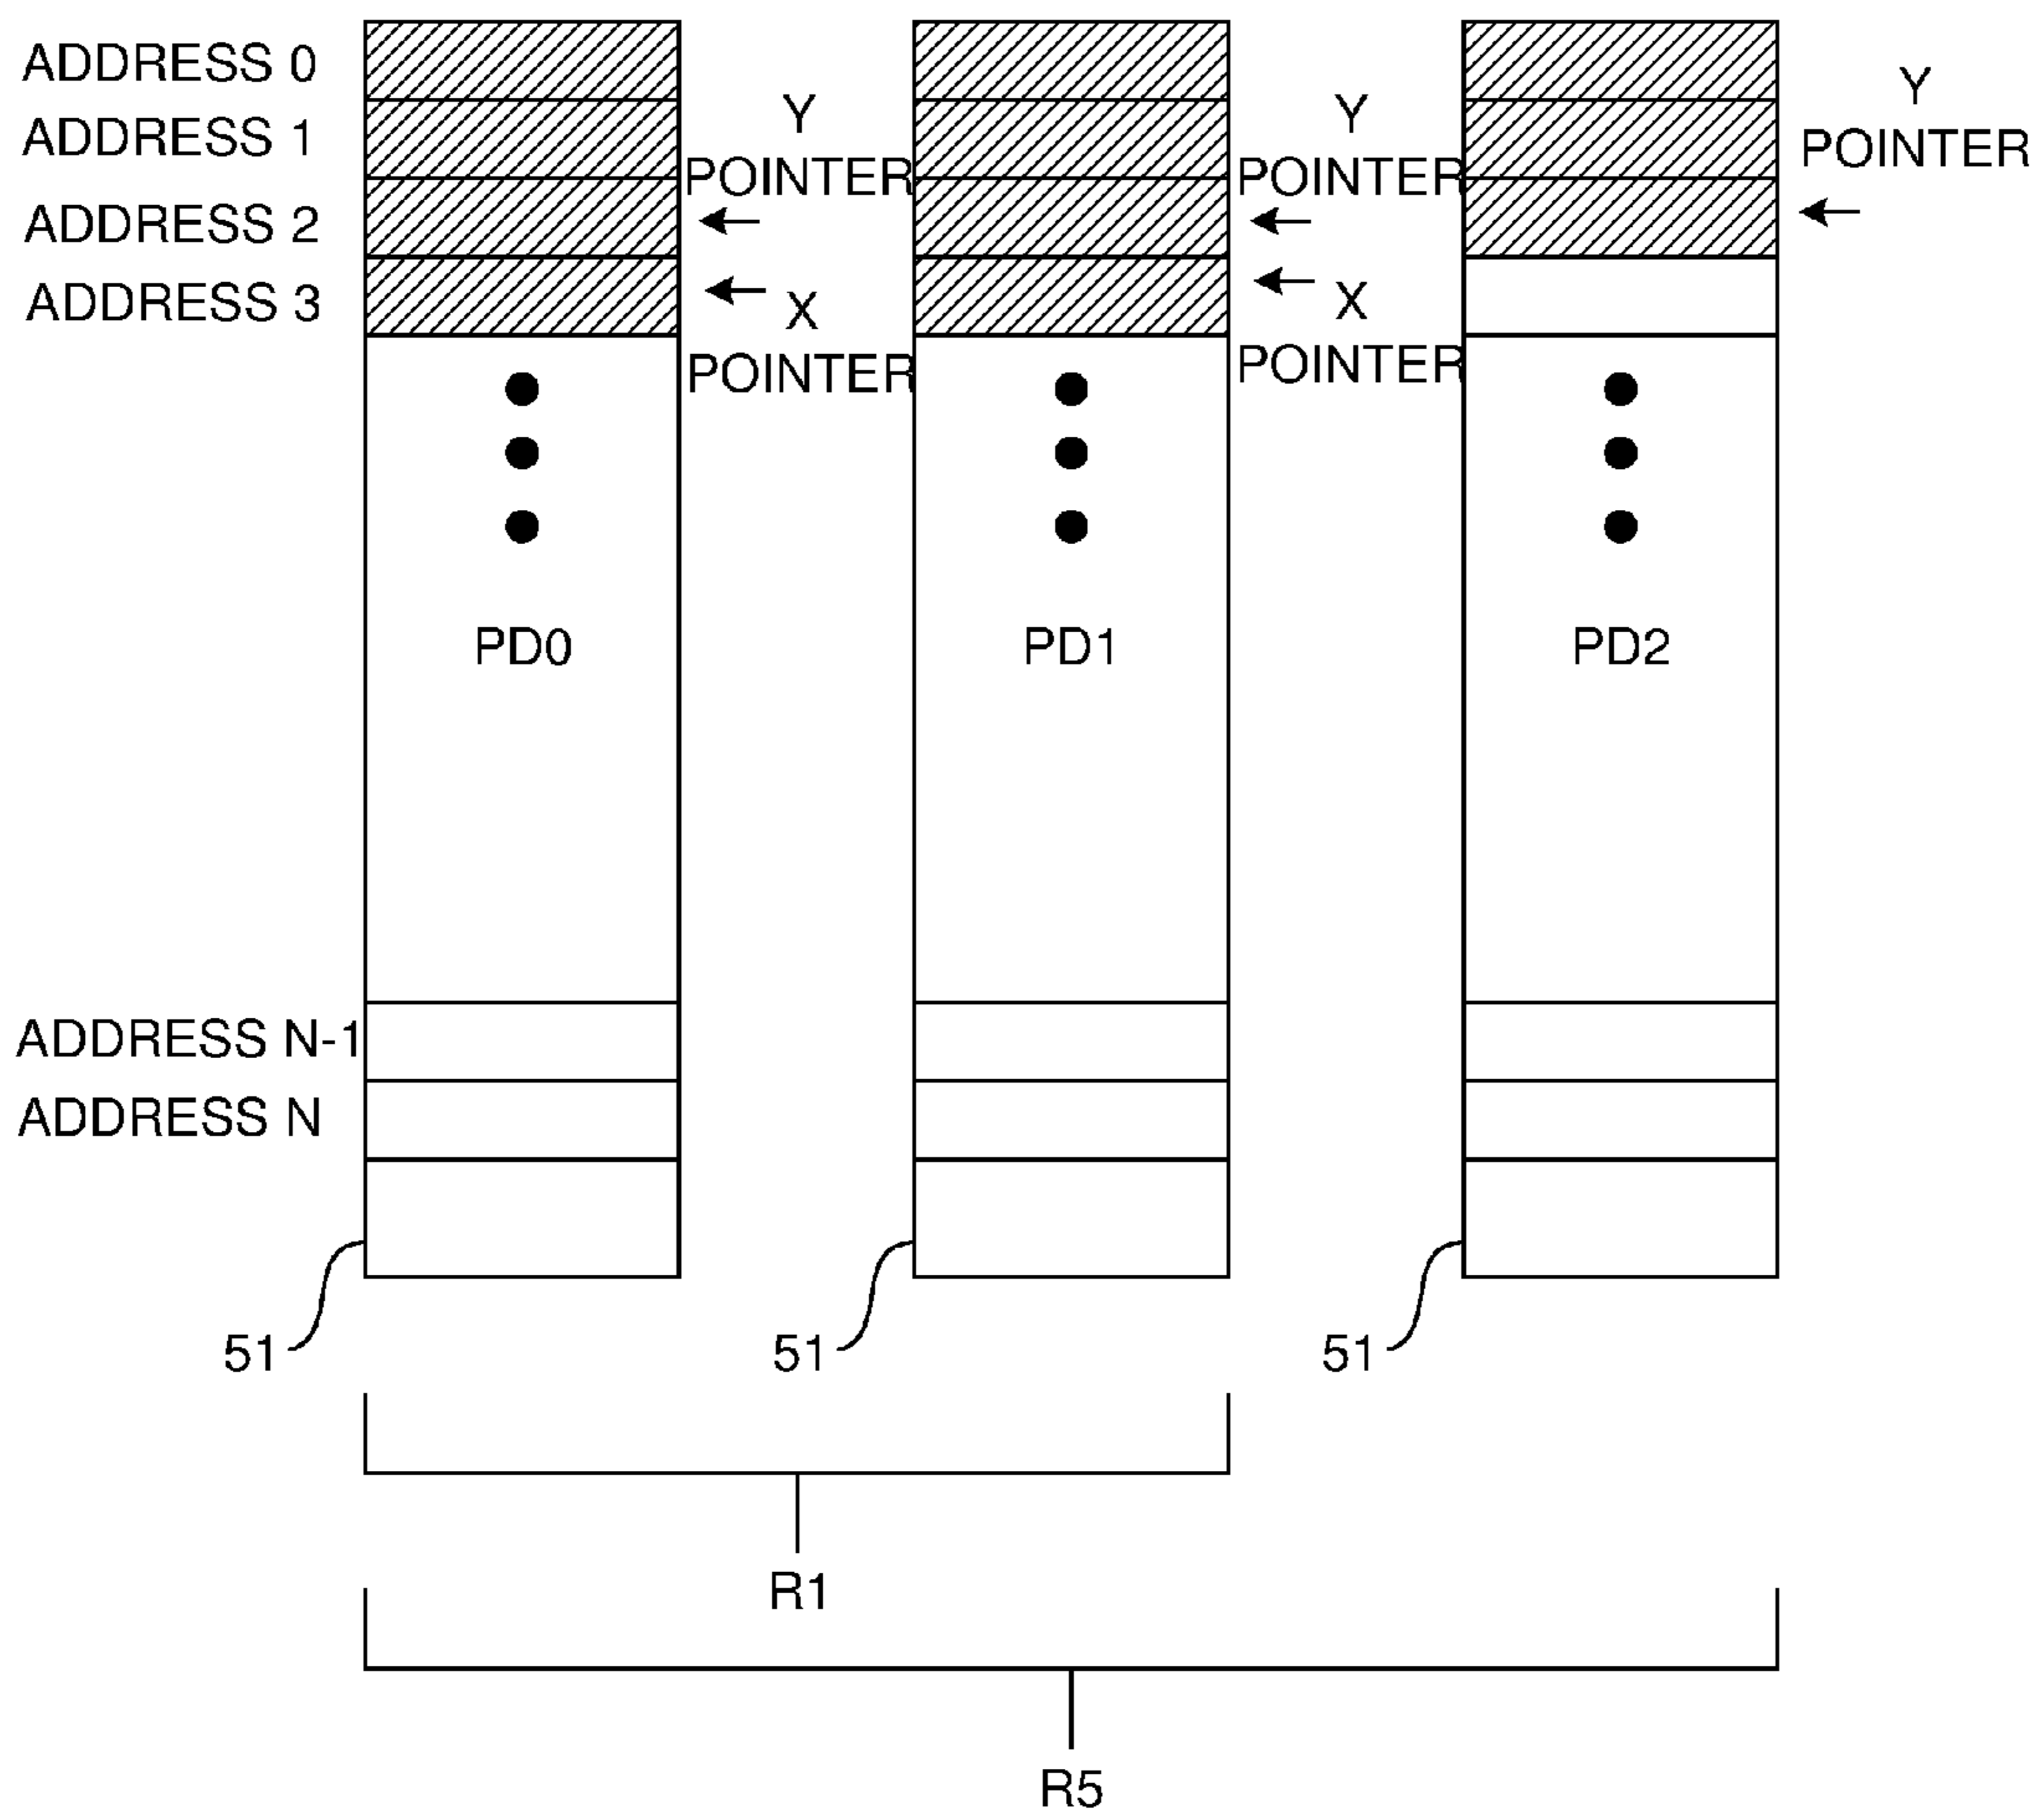 ADDRESS 0
ADDRESS 1
ADDRESS 2
ADDRESS 3
Y
POINTER
X
POINTER
Y
POINTER
X
POINTER
Y
POINTER
PD0
PD1
PD2
ADDRESS N-1
ADDRESS N
51
51
51
R1
R5